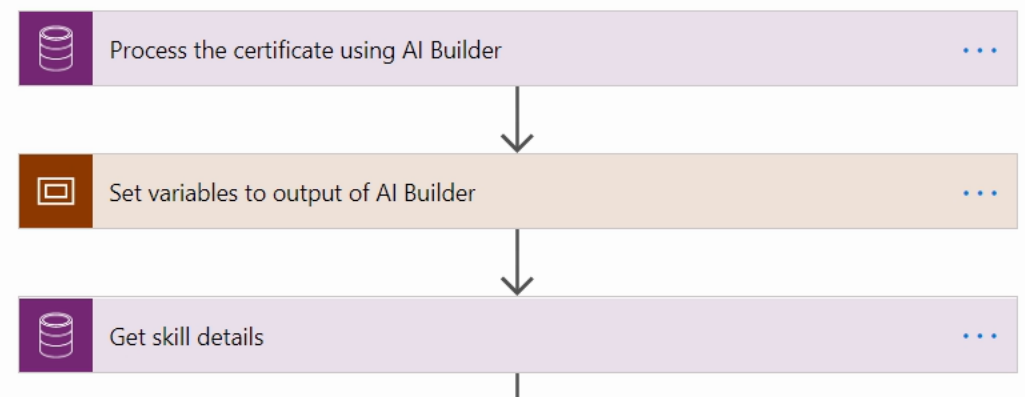 Process the certificate using AI Builder
Set variables to output of AI Builder
Get skill details